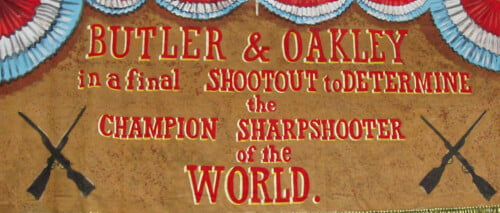 BUTLER & OAKLEY
in a final SHOOTOUT to DETERMINE
the
CHAMPION SHARPSHOOTER
of the
WORLD.